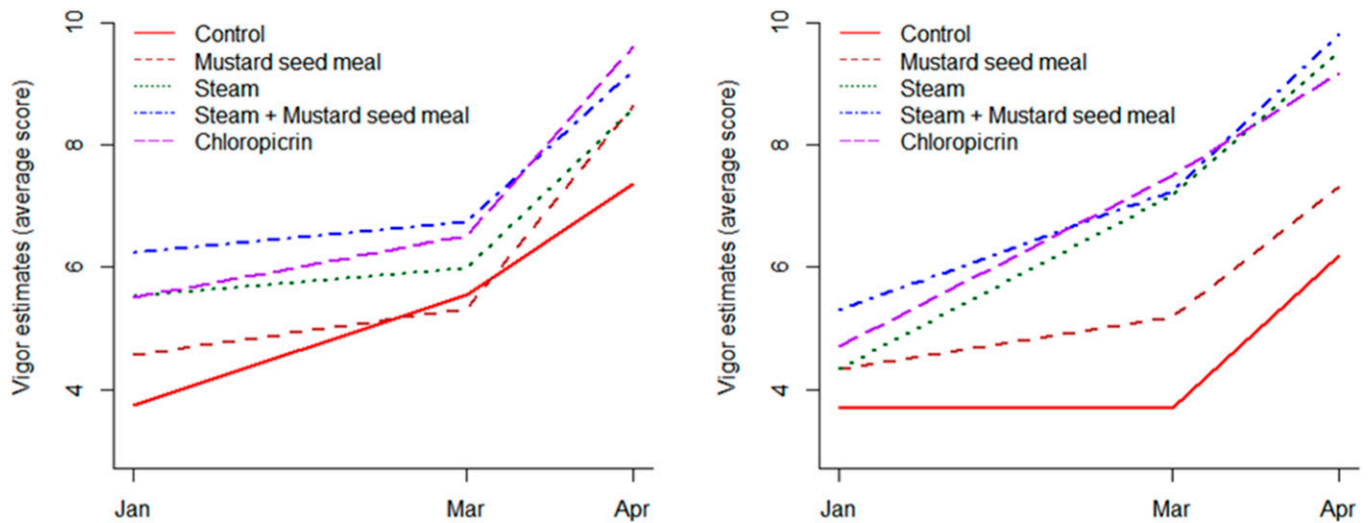 Vigor estimates (average score)
10
8
6
4
Control
Mustard seed meal
Steam
Steam + Mustard seed meal
Chloropicrin
Jan
Mar
Apr
Vigor estimates (average score)
10
8
6
4
Control
Mustard seed meal
Steam
Steam + Mustard seed meal
Chloropicrin
Jan
Mar
Apr